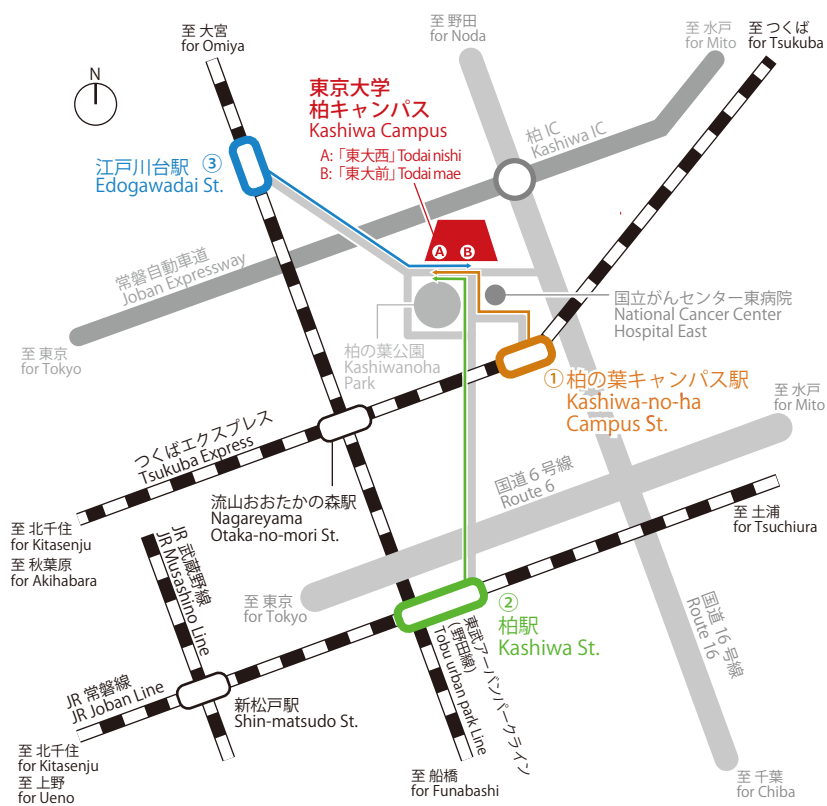 至 大宮
for Omiya
至 野田
for Noda
至 水戸
for Mito
至 つくば
for Tsukuba
N
東京大学
柏キャンパス
Kashiwa Campus
A:「東大西」Todai nishi
B:「東大前」Todai mae
柏 IC
Kashiwa IC
江戸川台駅 ③
Edogawadai St.
A
B
常磐自動車道
Joban Expressway
国立がんセンター東病院
National Cancer Center
Hospital East
至 東京
for Tokyo
柏の葉公園
Kashiwanoha
Park
①柏の葉キャンパス駅
Kashiwa-no-ha
Campus St.
至 水戸
for Mito
つくばエクスプレス
Tsukuba Express
国道 6 号線
Route 6
流山おおたかの森駅
Nagareyama
Otaka-no-mori St.
至 土浦
for Tsuchiura
至 北千住
for Kitasenju
至 秋葉原
for Akihabara
JR 武蔵野線
JR Musashino Line
至 東京
for Tokyo
②
柏駅
Kashiwa St.
国道 16 号線
Route 16
東武アーバンパークライン
(野田線)
Tobu urban park Line
JR 常磐線
JR Joban Line
新松戸駅
Shin-matsudo St.
至 北千住
for Kitasenju
至 上野
for Ueno
至 船橋
for Funabashi
至 千葉
for Chiba